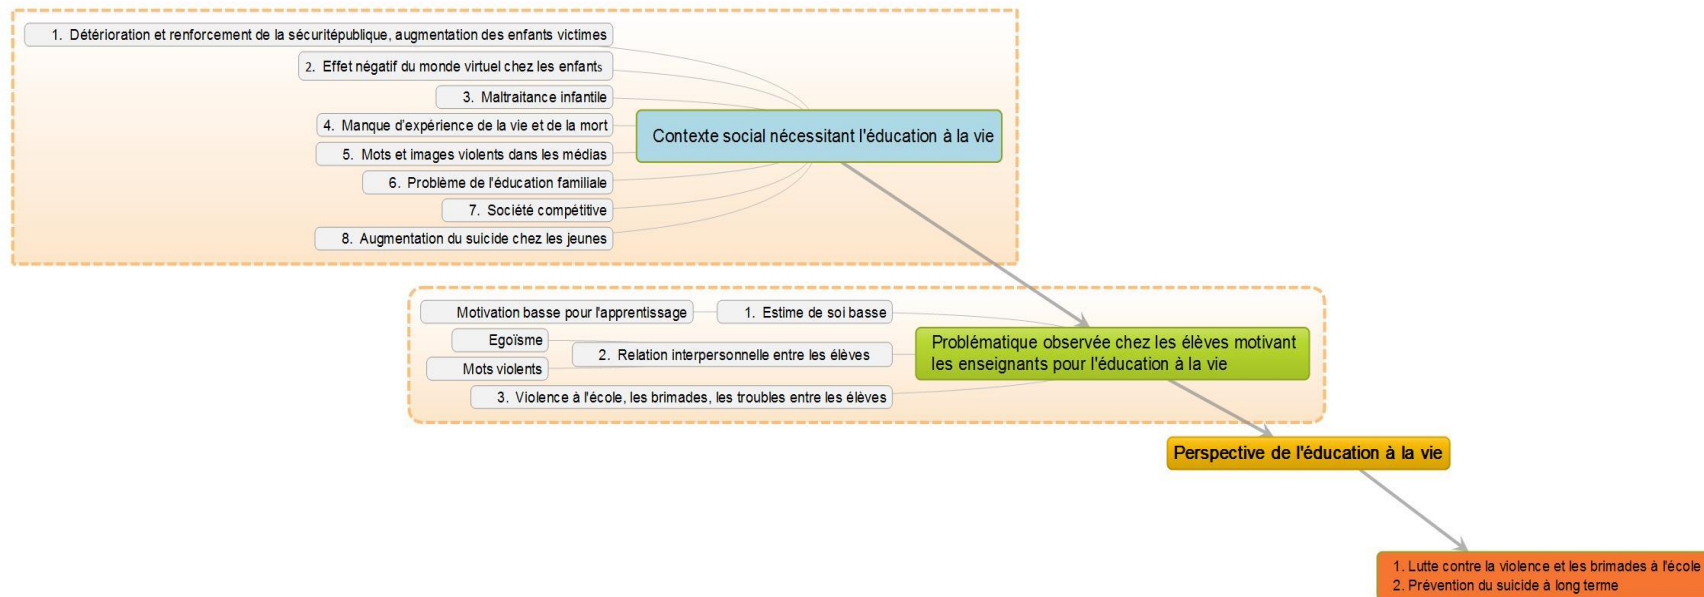 1. Détérioration et renforcement de la sécuritépublique, augmentation des enfants victimes
2. Effet négatif du monde virtuel chez les enfants
3. Maltraitance infantile
4. Manque d'expérience de la vie et de la mort
5. Mots et images violents dans les médias
6. Problème de l'éducation familiale
7. Société compétitive
8. Augmentation du suicide chez les jeunes
Contexte social nécessitant l'éducation à la vie
Motivation basse pour l'apprentissage
1. Estime de soi basse
Egoïsme
Mots violents
2. Relation interpersonnelle entre les élèves
3. Violence à l'école, les brimades, les troubles entre les élèves
Problématique observée chez les élèves motivant
les enseignants pour l'éducation à la vie
Perspective de l'éducation à la vie
1. Lutte contre la violence et les brimades à l'école
2. Prévention du suicide à long terme